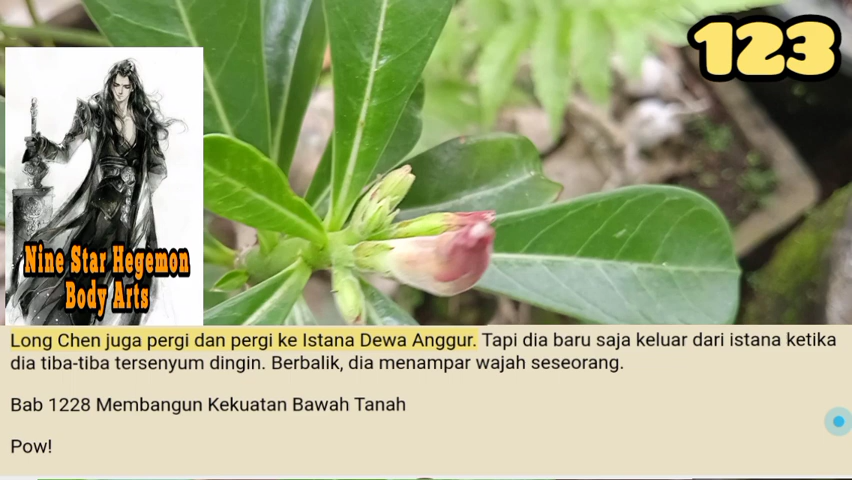 123
Nine Star Hegemon
Body Arts
Long Chen juga pergi dan pergi ke Istana Dewa Anggur. Tapi dia baru saja keluar dari istana ketika
dia tiba-tiba tersenyum dingin. Berbalik, dia menampar wajah seseorang.
Bab 1228 Membangun Kekuatan Bawah Tanah
Pow!